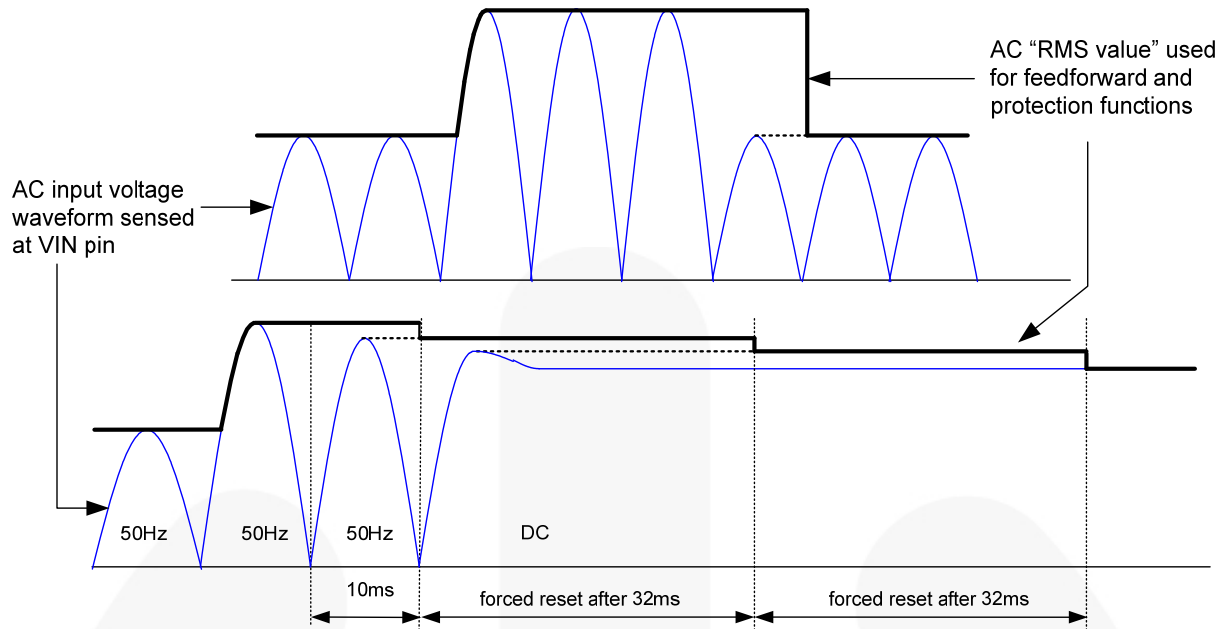 AC “RMS value” used
for feedforward and
protection functions
AC input voltage
waveform sensed
at VIN pin
50Hz
50Hz
50Hz
DC
10ms
forced reset after 32ms
forced reset after 32ms